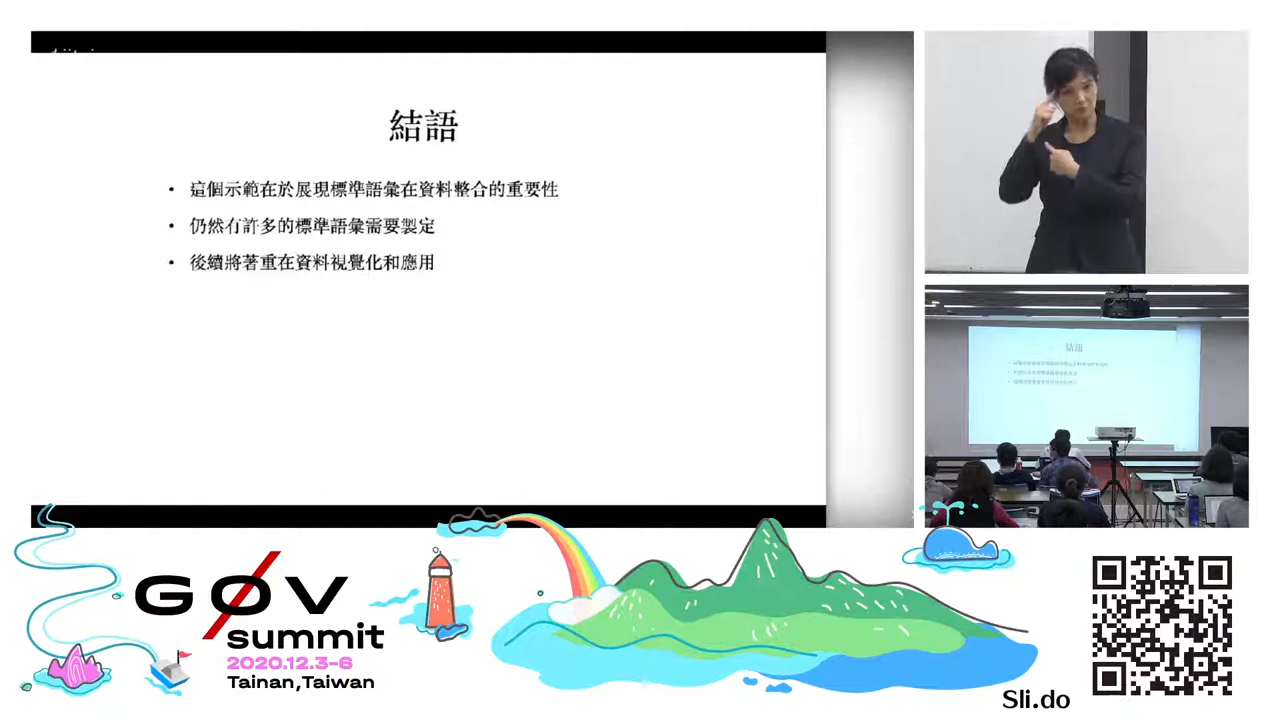 結語
• 這個示範在於展現標準語彙在資料整合的重要性
• 仍然有許多的標準語彙需要製定
• 後續將著重在資料視覺化和應用
結語
GØV
summit
2020.12.3-6
Tainan,Taiwan
Sli.do